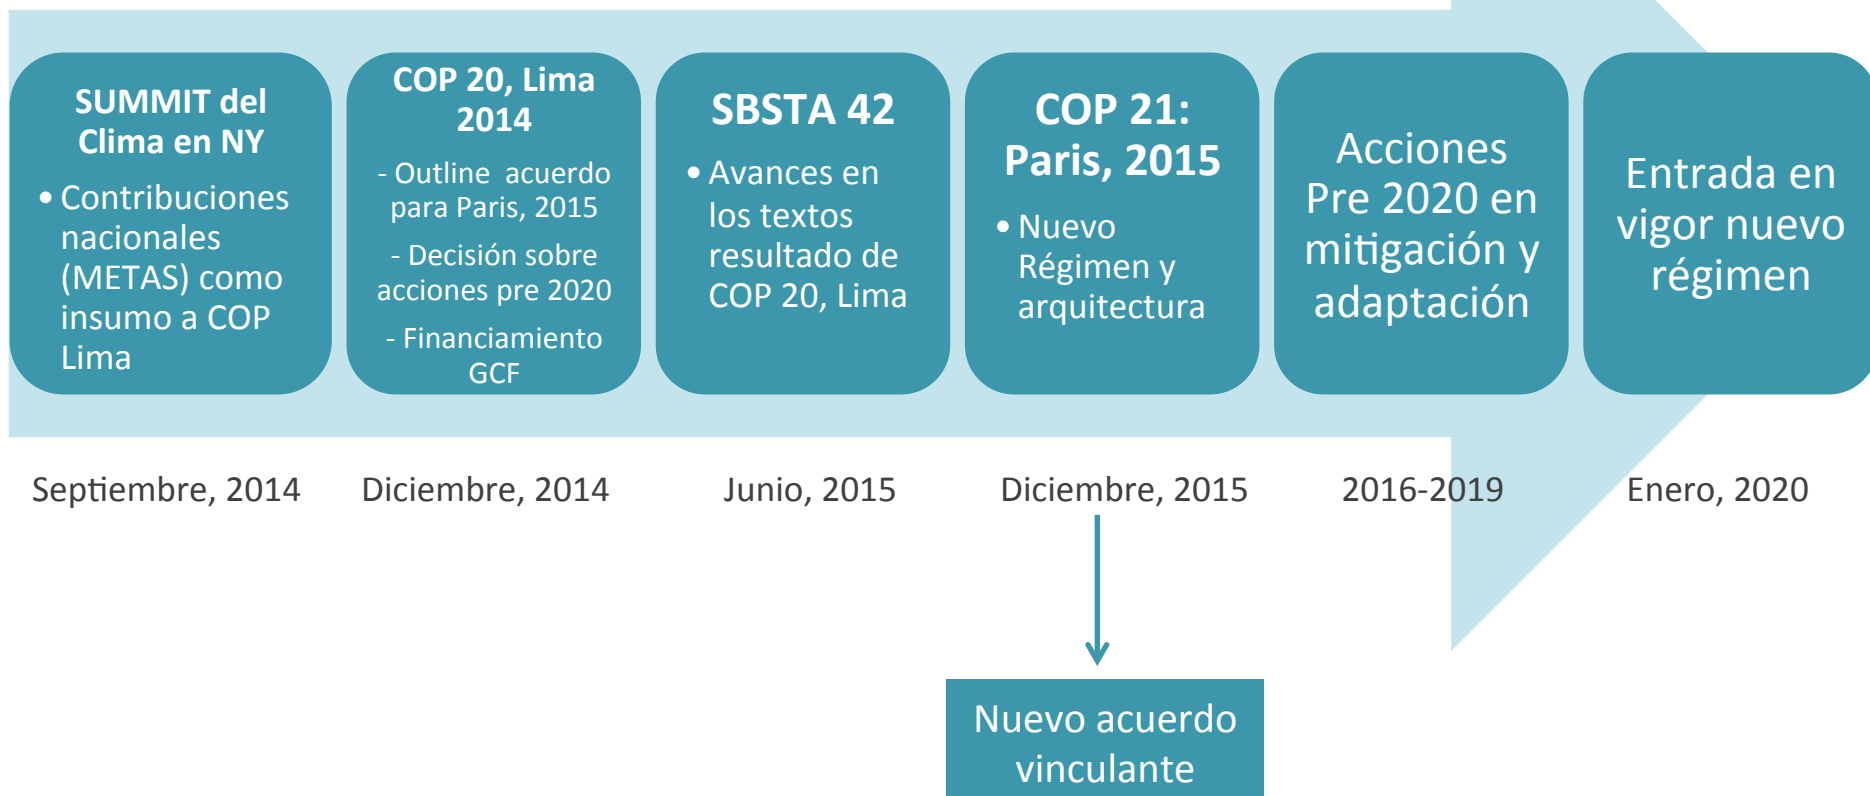 SUMMIT del
Clima en NY
• Contribuciones
nacionales
(METAS) como
insumo a COP
Lima
COP 20, Lima
2014
- Outline acuerdo
para Paris, 2015
- Decisión sobre
acciones pre 2020
- Financiamiento
GCF
SBSTA 42
• Avances en
los textos
resultado de
COP 20, Lima
COP 21:
Paris, 2015
• Nuevo
Régimen y
arquitectura
Acciones
Pre 2020 en
mitigación y
adaptación
Entrada en
vigor nuevo
régimen
Septiembre, 2014
Diciembre, 2014
Junio, 2015
Diciembre, 2015
2016-2019
Enero, 2020
Nuevo acuerdo
vinculante